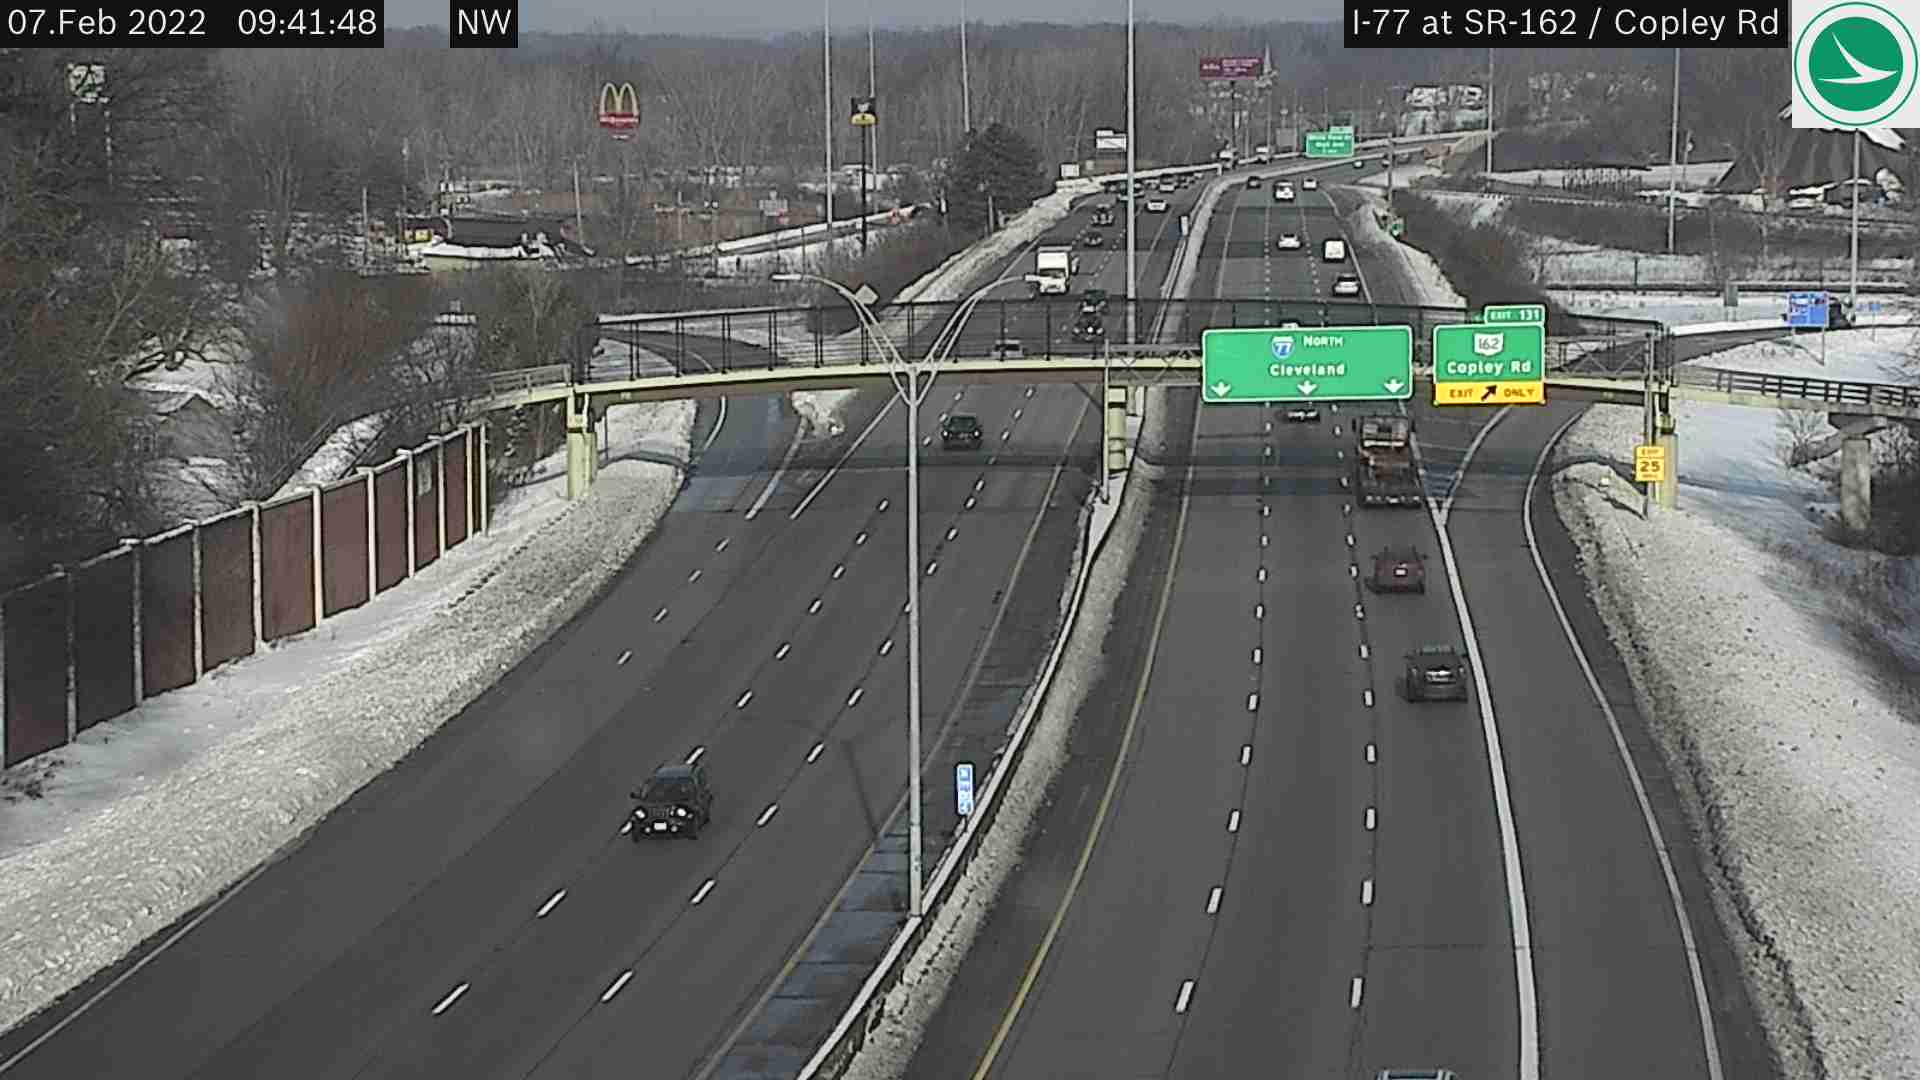 07.Feb 2022 09:41:48
NW
I-77 at SR-162 / Copley Rd
McDonald's
EXIT 131
77 NORTH
Cleveland
162
Copley Rd
EXIT ONLY
EXIT
25